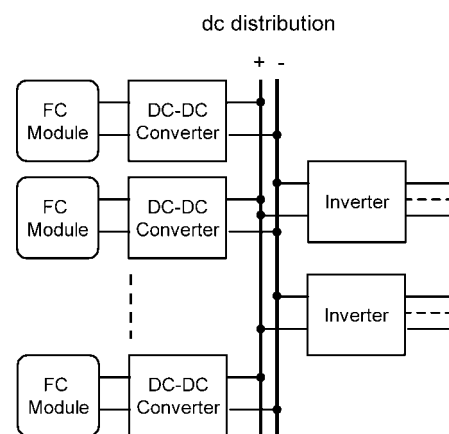 dc distribution
+ -
FC
Module
DC-DC
Converter
FC
Module
DC-DC
Converter
Inverter
Inverter
FC
Module
DC-DC
Converter